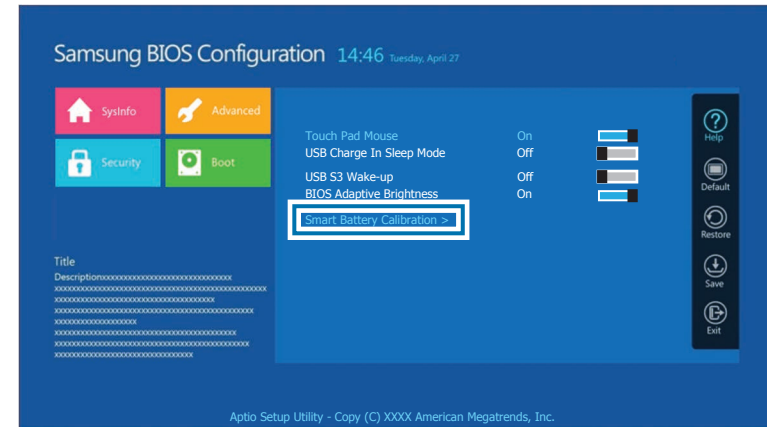 Samsung BIOS Configuration 14:46 Tuesday, April 27
SysInfo
Advanced
Security
Boot
Touch Pad Mouse On
USB Charge In Sleep Mode Off
USB S3 Wake-up Off
BIOS Adaptive Brightness On
Smart Battery Calibration >
Help
Default
Restore
Save
Exit
Title
Aptio Setup Utility - Copy (C) XXXX American Megatrends, Inc.